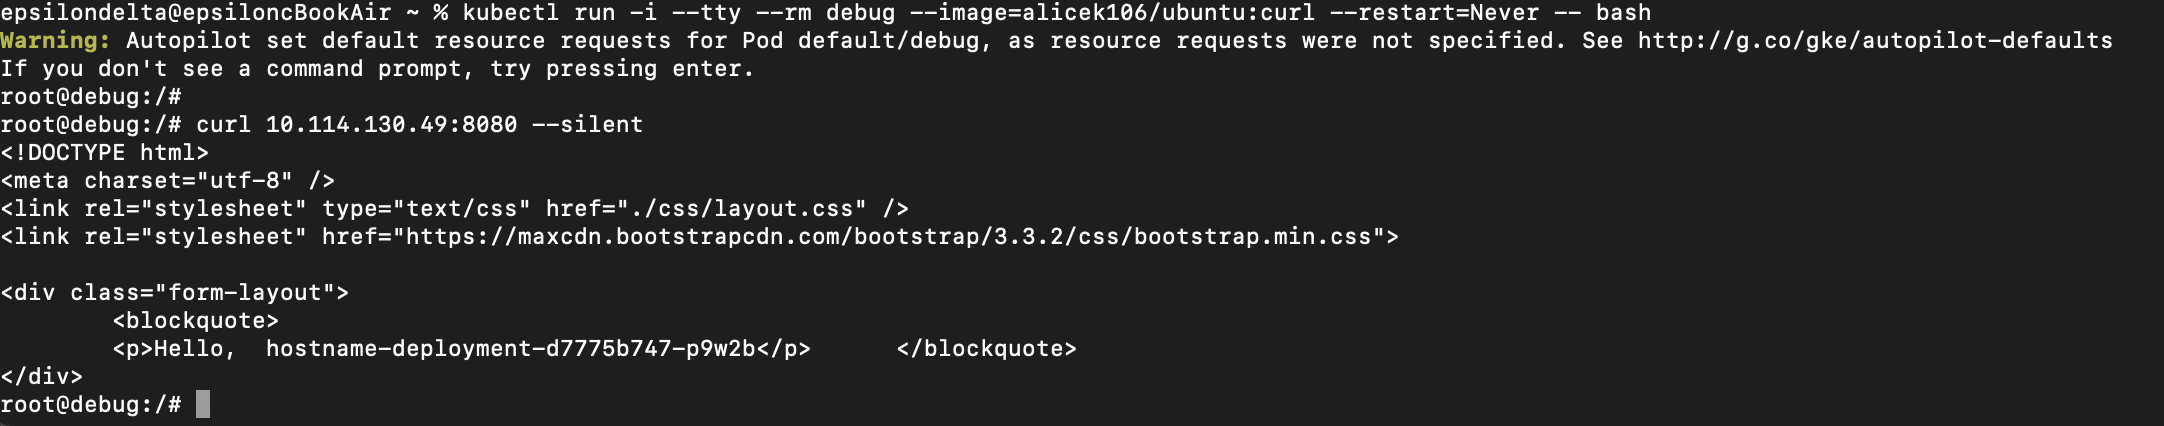 epsilondelta@epsiloncBookAir ~ % kubectl run -i --tty --rm debug --image=alicek106/ubuntu:curl --restart=Never -- bash
Warning: Autopilot set default resource requests for Pod default/debug, as resource requests were not specified. See http://g.co/gke/autopilot-defaults
If you don't see a command prompt, try pressing enter.
root@debug:/#
root@debug:/# curl 10.114.130.49:8080 --silent
<!DOCTYPE html>
<meta charset="utf-8" />
<link rel="stylesheet" type="text/css" href="./css/layout.css" />
<link rel="stylesheet" href="https://maxcdn.bootstrapcdn.com/bootstrap/3.3.2/css/bootstrap.min.css">

<div class="form-layout">
        <blockquote>
        <p>Hello,  hostname-deployment-d7775b747-p9w2b</p>      </blockquote>
</div>
root@debug:/#